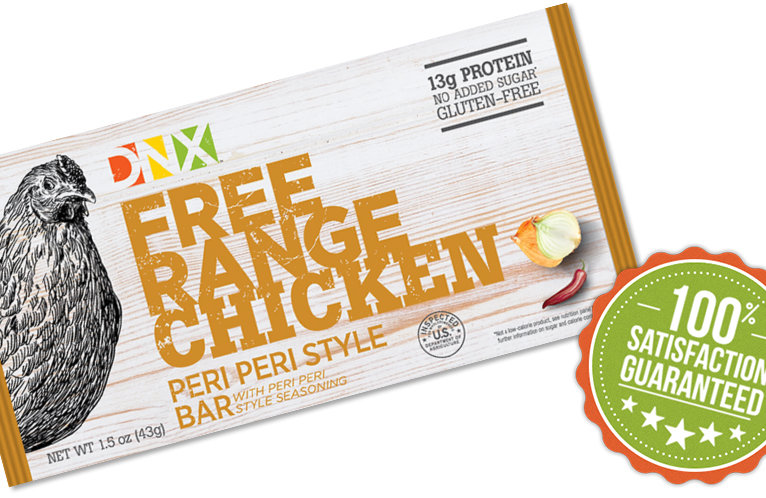 13g PROTEIN
NO ADDED SUGAR*
GLUTEN-FREE
DNX
FREE
RANGE
CHICKEN
PERI PERI STYLE
BAR WITH PERI PERI
STYLE SEASONING
NET WT 1.5 oz (43g)
INSPECTED
U.S.
DEPARTMENT OF
AGRICULTURE
*Not a low-calorie product, see nutrition
further information on sugar and calorie
100%
SATISFACTION
GUARANTEED